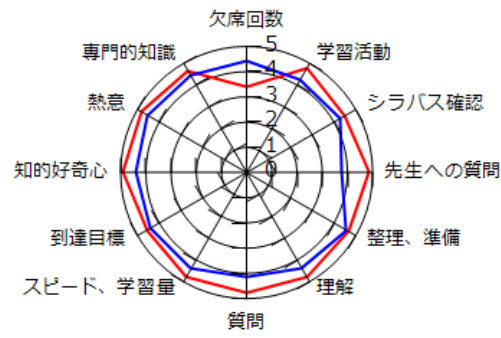 欠席回数
学習活動
シラバス確認
先生への質問
整理、準備
理解
質問
スピード、学習量
到達目標
知的好奇心
熱意
専門的知識
5
4
3
2
1
0